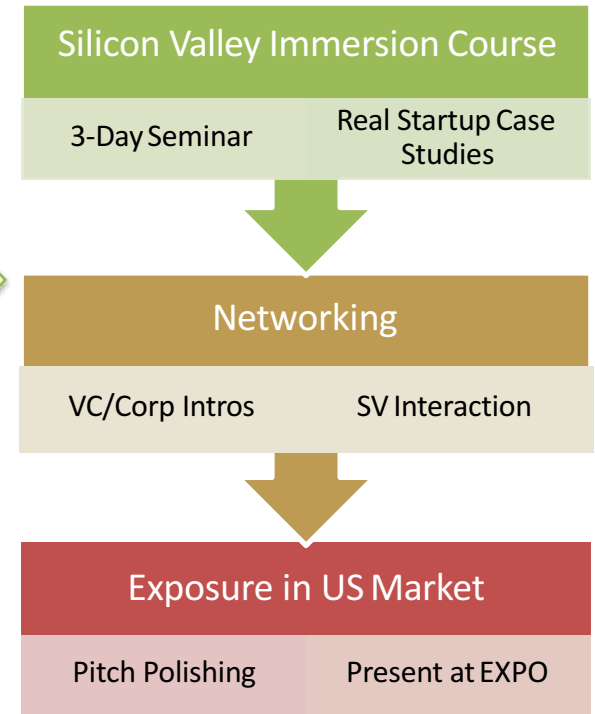 Silicon Valley Immersion Course
3-Day Seminar
Real Startup Case
Studies
Networking
VC/Corp Intros
SV Interaction
Exposure in US Market
Pitch Polishing
Present at EXPO